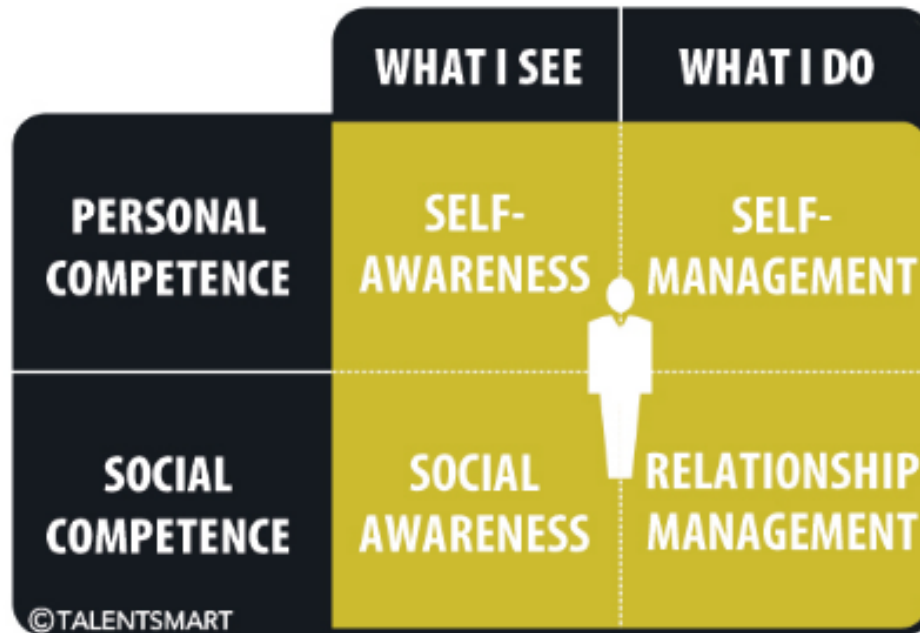 WHAT I SEE
WHAT I DO
PERSONAL
COMPETENCE
SELF-
AWARENESS
SELF-
MANAGEMENT
SOCIAL
COMPETENCE
SOCIAL
AWARENESS
RELATIONSHIP
MANAGEMENT
©TALENTSMART